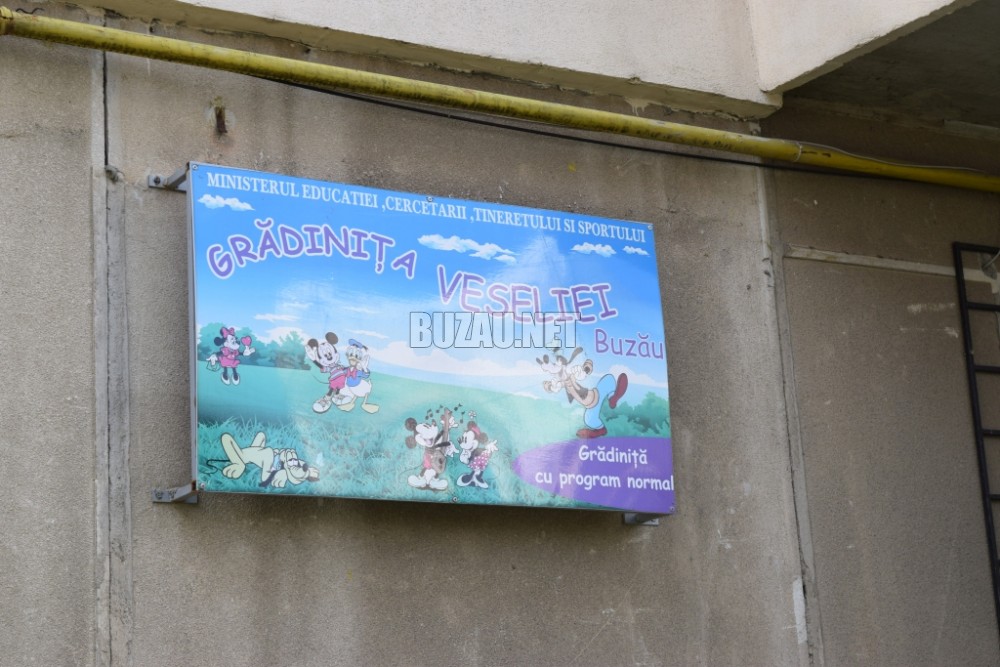 MINISTERUL EDUCATIEI ,CERCETARII ,TINERETULUI SI SPORTULUI
GRĂDINIȚA VESELIEI
BUZAU.NET
Buzău
Grădiniță
cu program normal